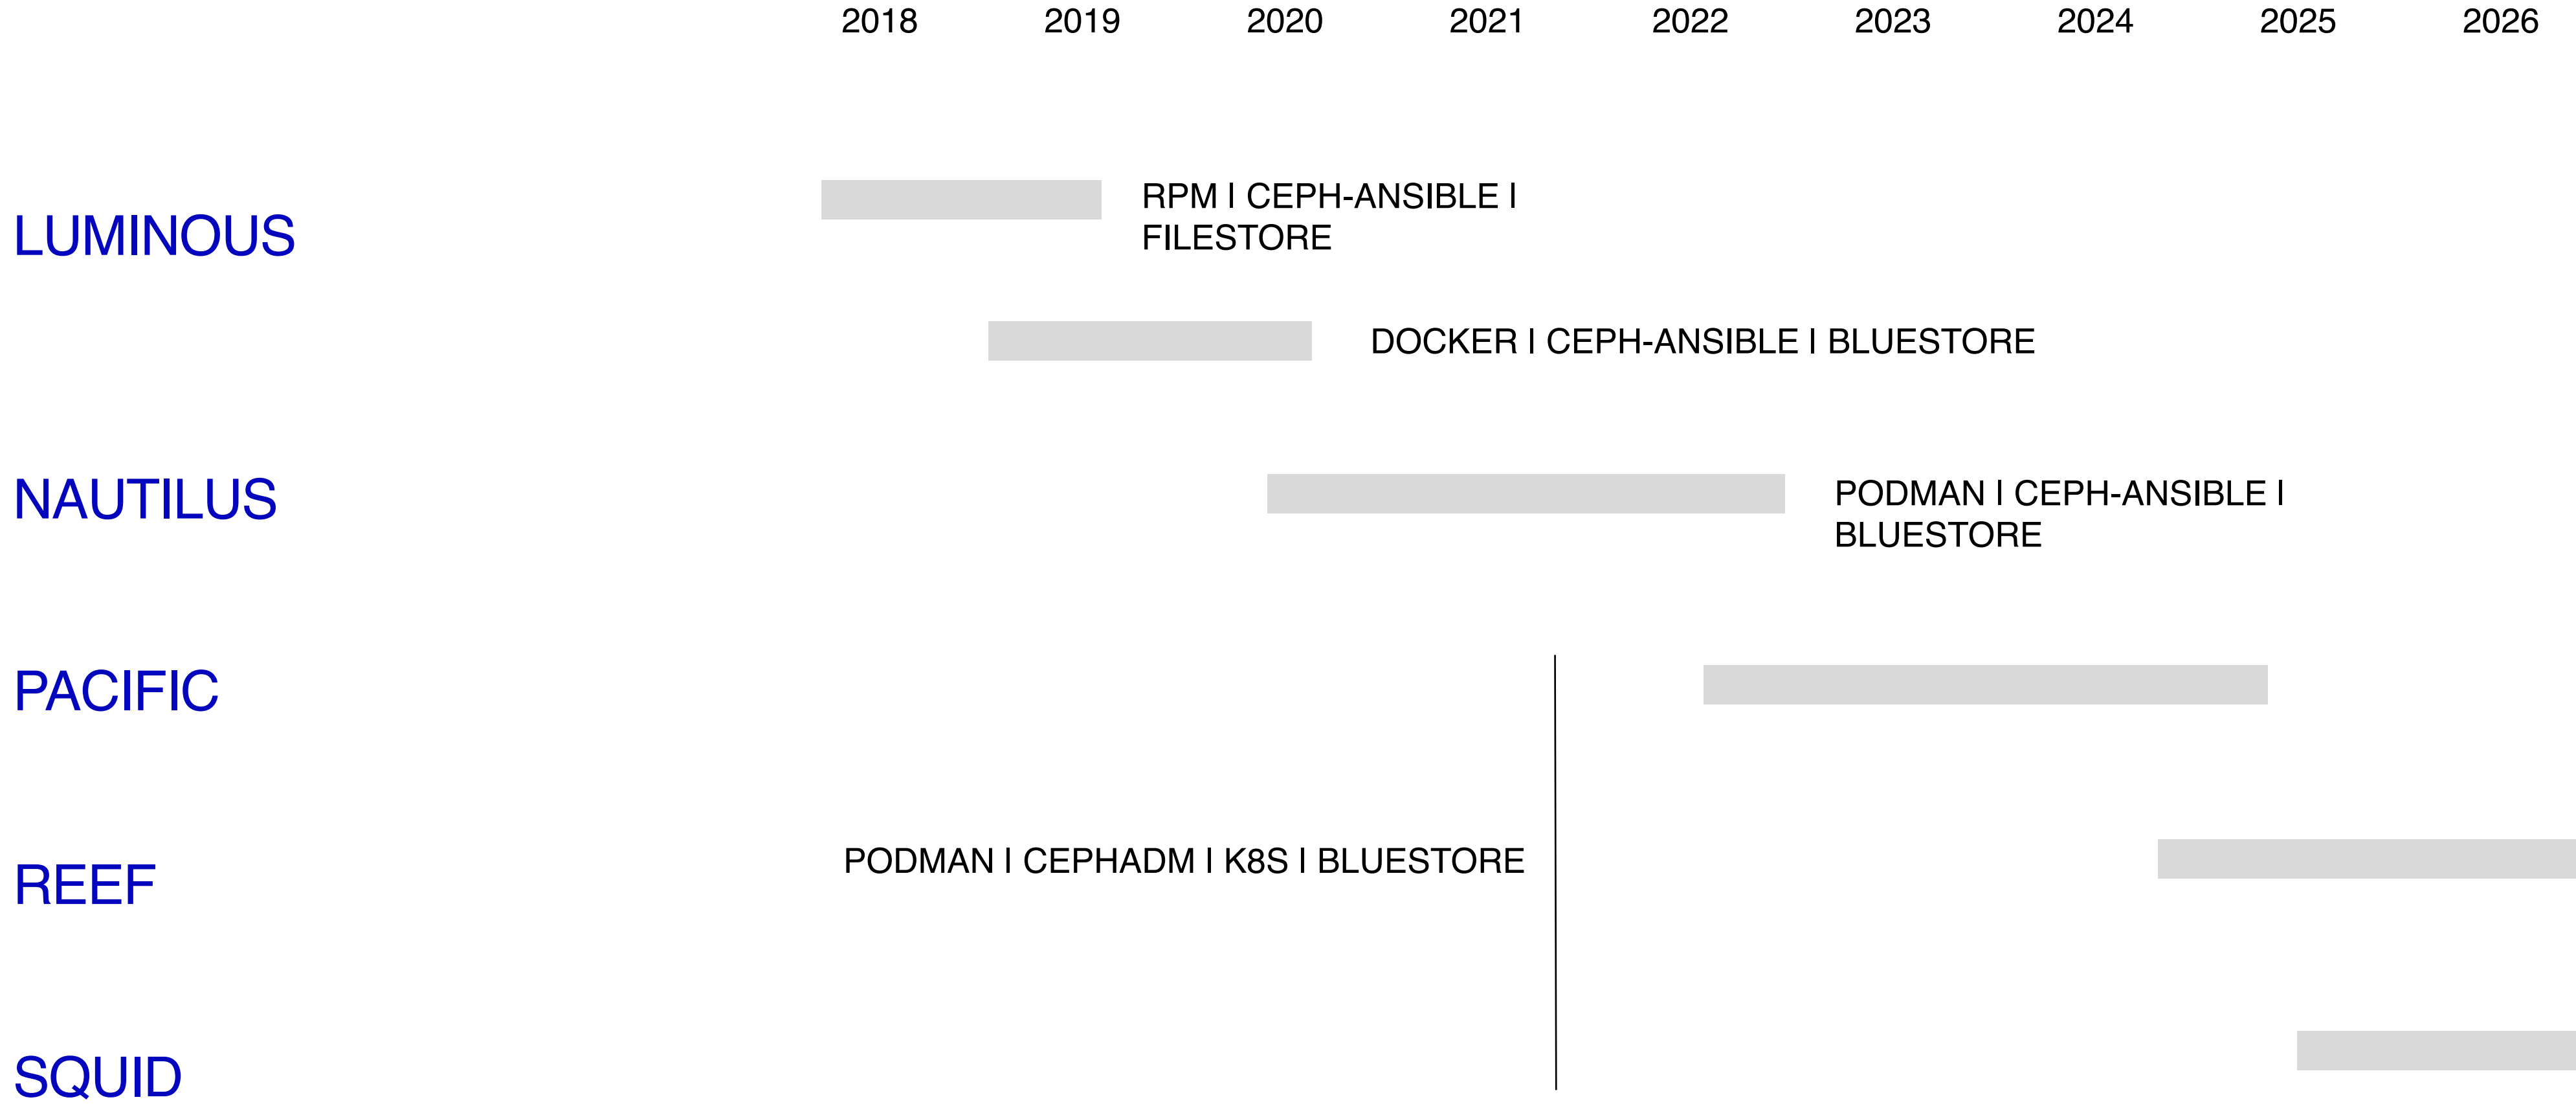 2018 2019 2020 2021 2022 2023 2024 2025 2026
LUMINOUS
RPM | CEPH-ANSIBLE |
FILESTORE
DOCKER | CEPH-ANSIBLE | BLUESTORE
NAUTILUS
PODMAN | CEPH-ANSIBLE |
BLUESTORE
PACIFIC
PODMAN | CEPHADM | K8S | BLUESTORE
REEF
SQUID